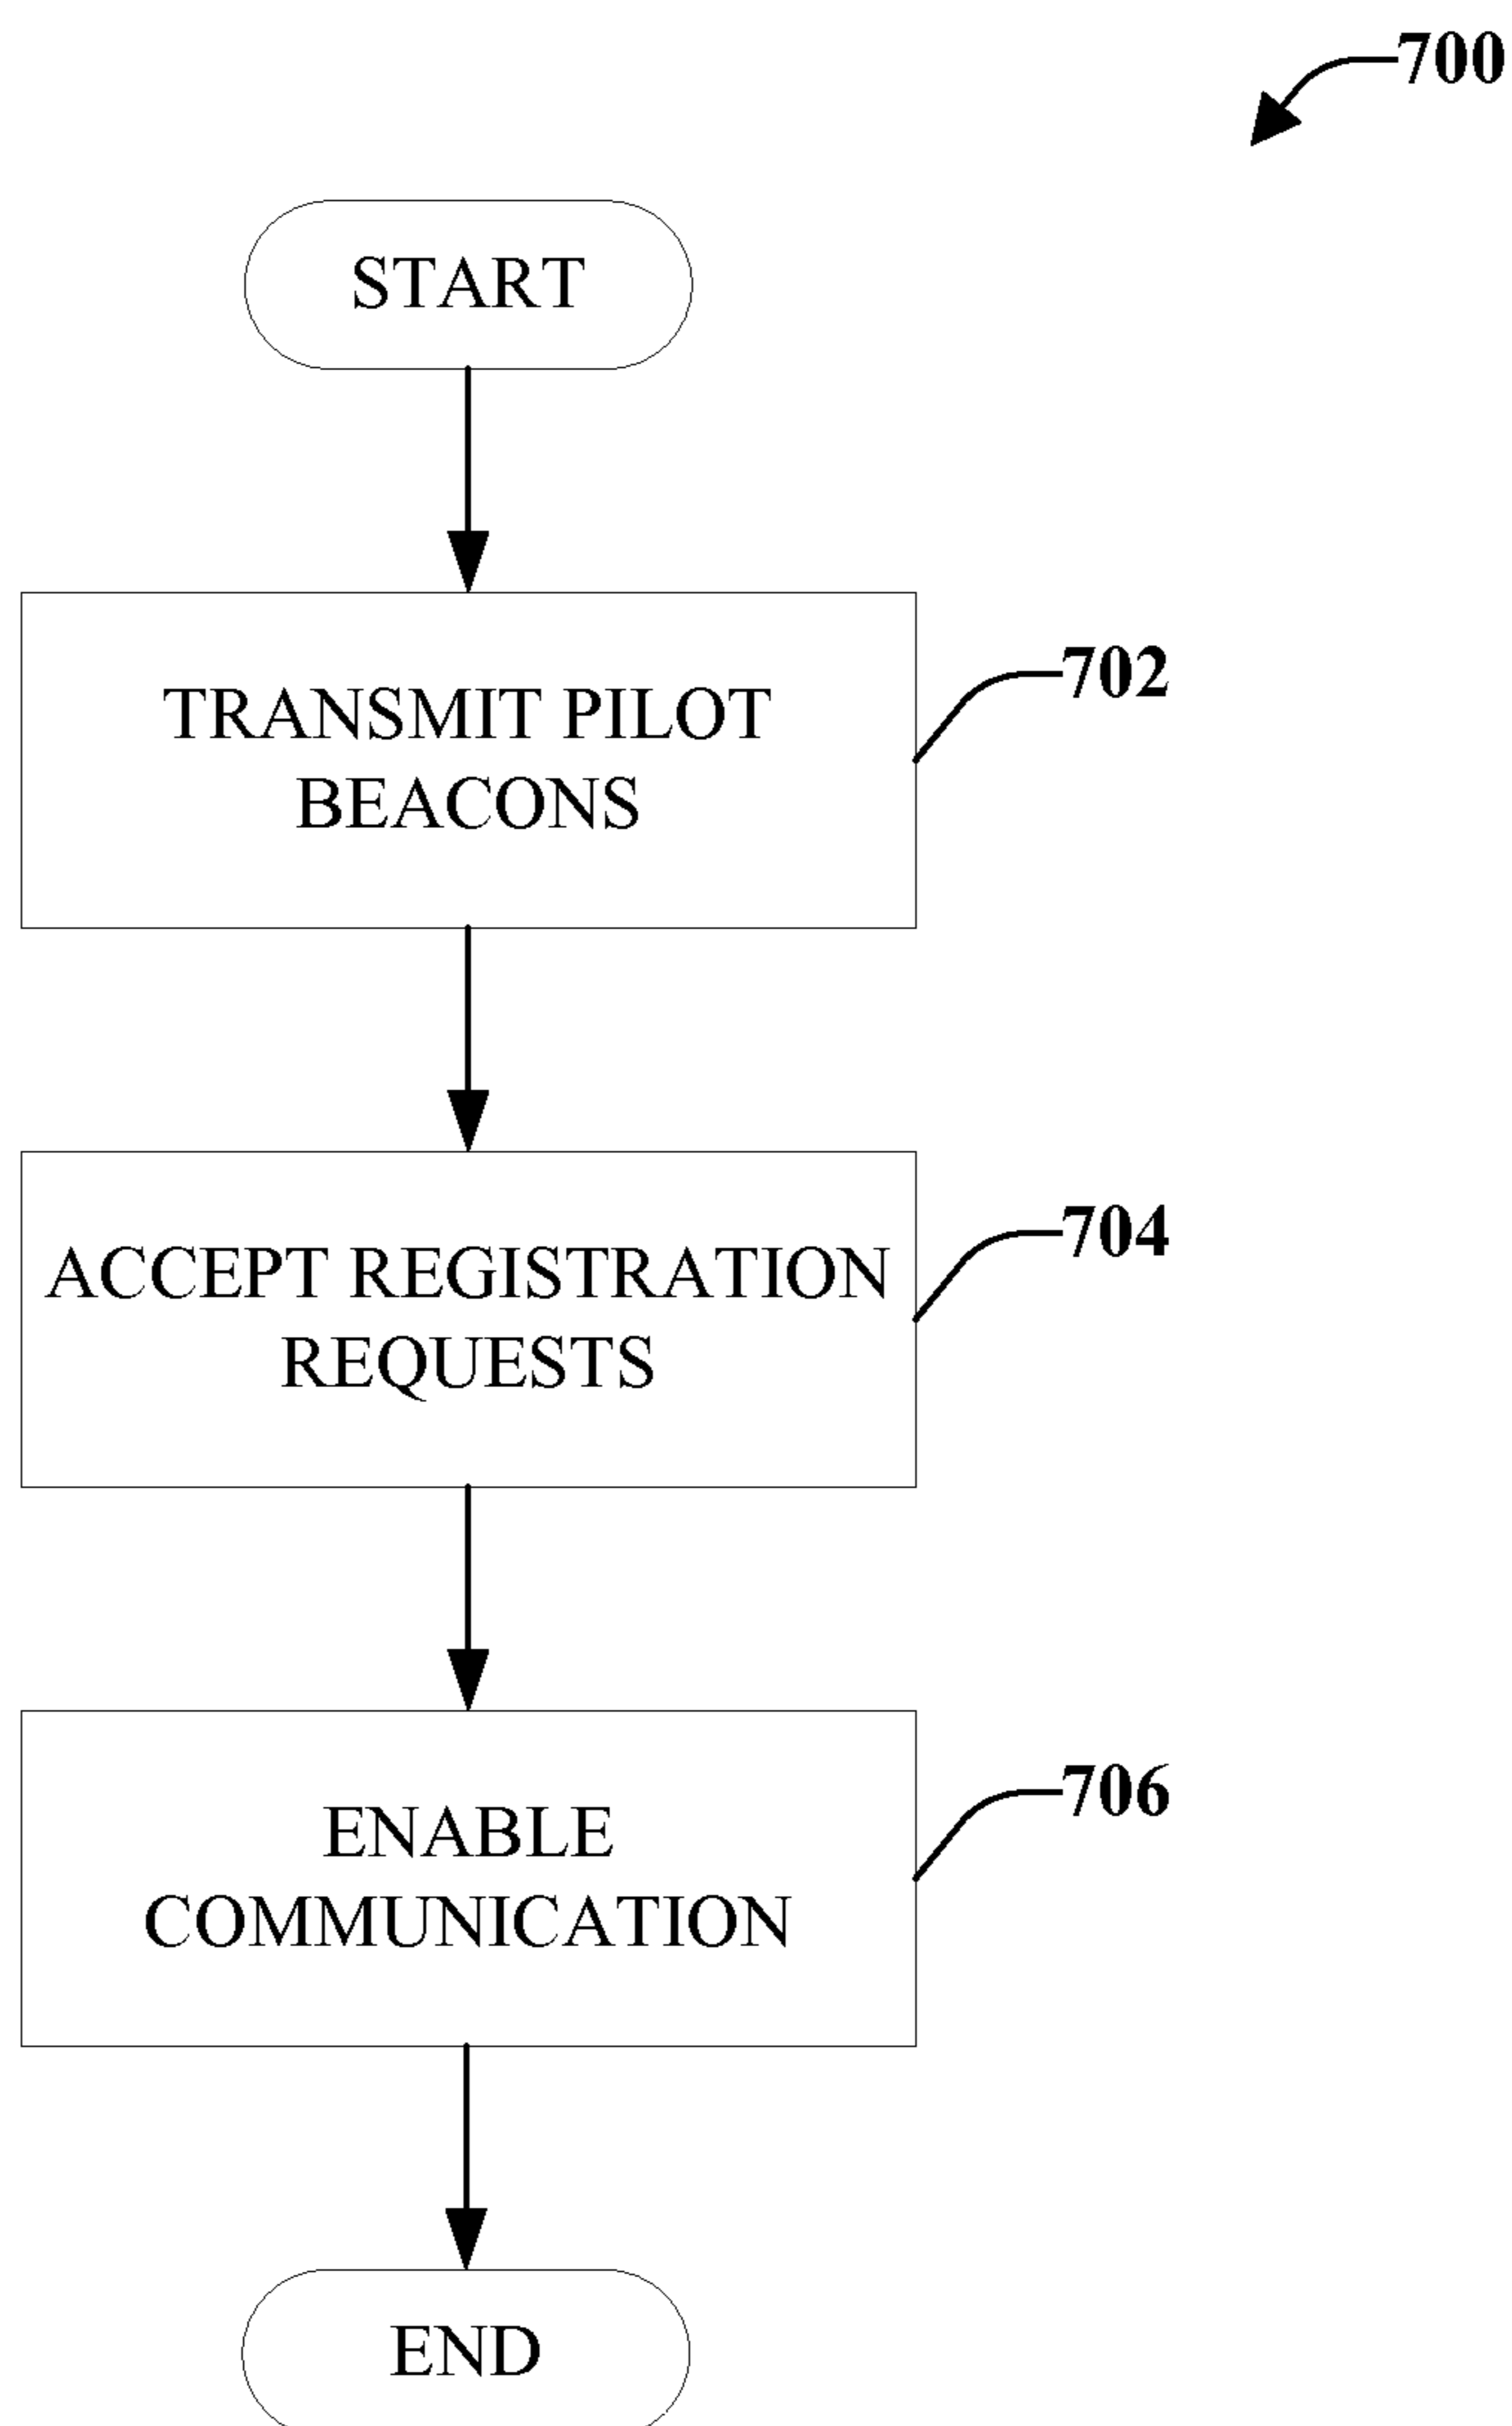 700
START
TRANSMIT PILOT
BEACONS
702
ACCEPT REGISTRATION
REQUESTS
704
ENABLE
COMMUNICATION
706
END